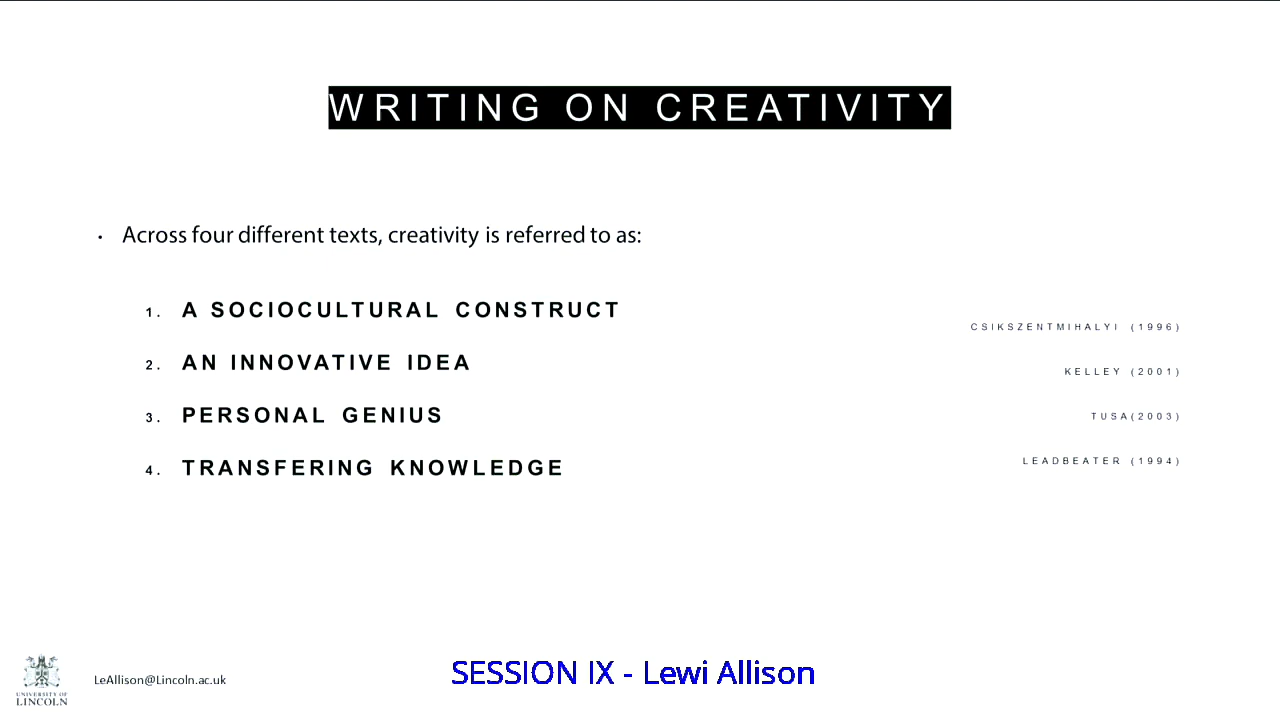 WRITING ON CREATIVITY
• Across four different texts, creativity is referred to as:
1. A SOCIOCULTURAL CONSTRUCT
CSIKSZENTMIHALYI (1996)
2. AN INNOVATIVE IDEA
KELLEY (2001)
3. PERSONAL GENIUS
TUSA(2003)
4. TRANSFERING KNOWLEDGE
LEADBEATER (1994)
UNIVERSITY OF
LINCOLN
LeAllison@Lincoln.ac.uk
SESSION IX - Lewi Allison